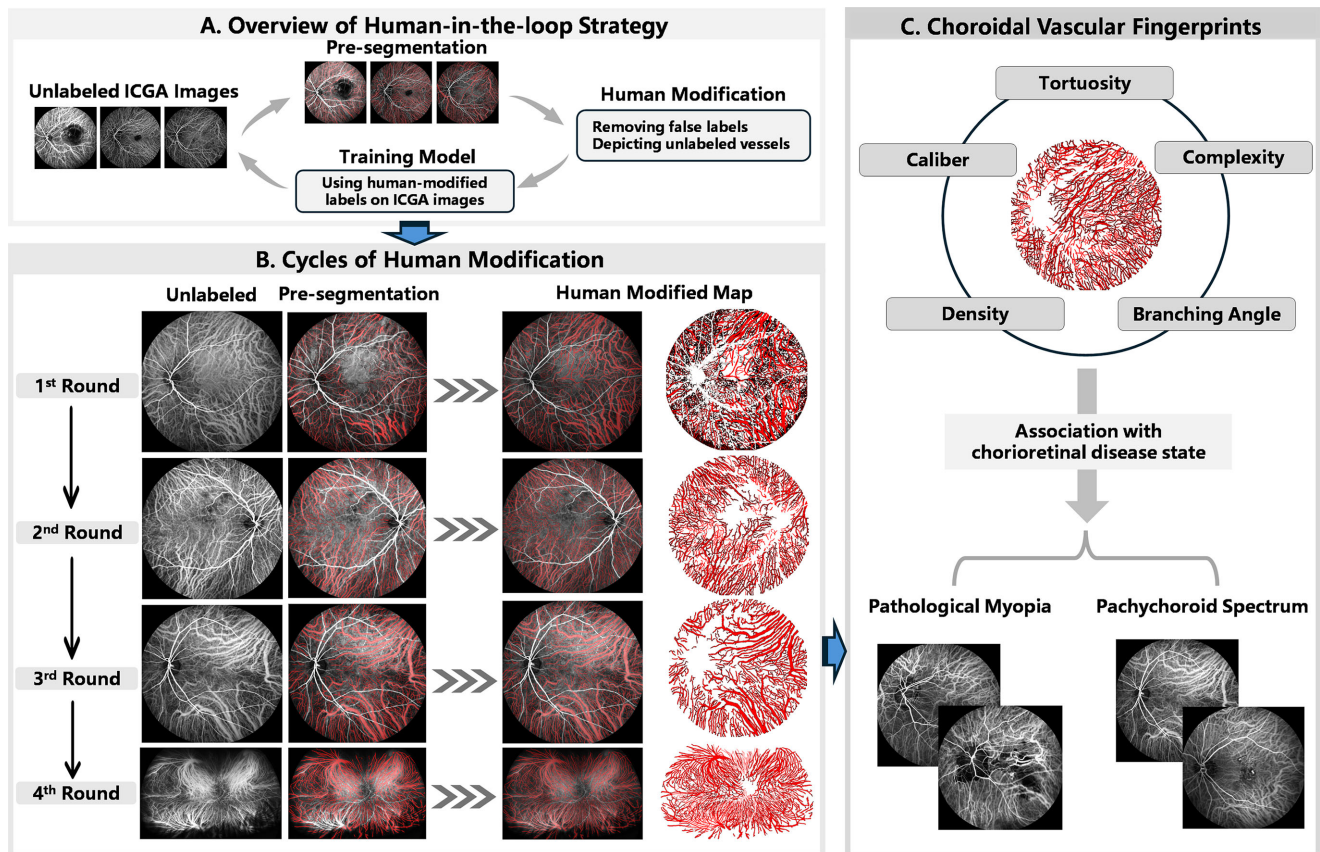 A. Overview of Human-in-the-loop Strategy
Pre-segmentation
Unlabeled ICGA Images
Human Modification
Removing false labels
Depicting unlabeled vessels
Training Model
Using human-modified
labels on ICGA images
B. Cycles of Human Modification
Unlabeled
Pre-segmentation
Human Modified Map
1st Round
2nd Round
3rd Round
4th Round
C. Choroidal Vascular Fingerprints
Tortuosity
Caliber
Complexity
Density
Branching Angle
Association with
chorioretinal disease state
Pathological Myopia
Pachychoroid Spectrum